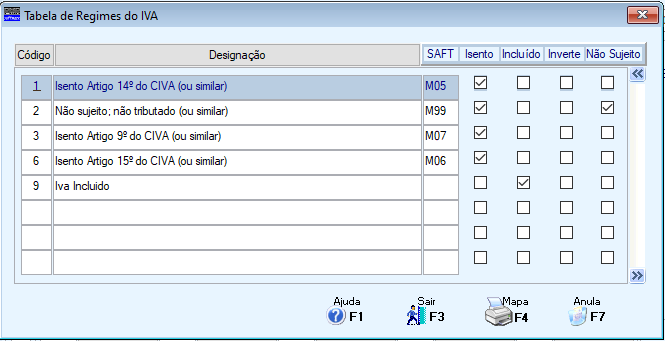 Tabela de Regimes do IVA
Código Designação SAFT Isento Incluído Inverte Não Sujeito
1 Isento Artigo 14º do CIVA (ou similar) M05
2 Não sujeito; não tributado (ou similar) M99
3 Isento Artigo 9º do CIVA (ou similar) M07
6 Isento Artigo 15º do CIVA (ou similar) M06
9 Iva Incluido
Ajuda Sair Mapa Anula
F1 F3 F4 F7